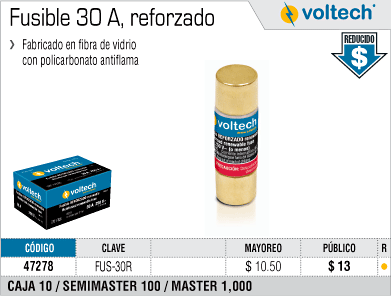 Fusible 30 A, reforzado
voltech
Fabricado en fibra de vidrio
con policarbonato antiflama
REDUCIDO
$
voltech
voltech
CÓDIGO CLAVE MAYOREO PÚBLICO R
47278 FUS-30R $ 10.50 $ 13
CAJA 10 / SEMIMASTER 100 / MASTER 1,000